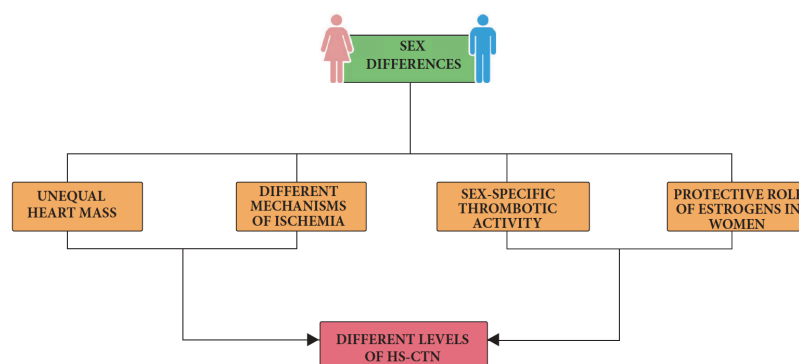 SEX
DIFFERENCES
UNEQUAL
HEART MASS
DIFFERENT
MECHANISMS
OF ISCHEMIA
SEX-SPECIFIC
THROMBOTIC
ACTIVITY
PROTECTIVE ROLE
OF ESTROGENS IN
WOMEN
DIFFERENT LEVELS
OF HS-CTN